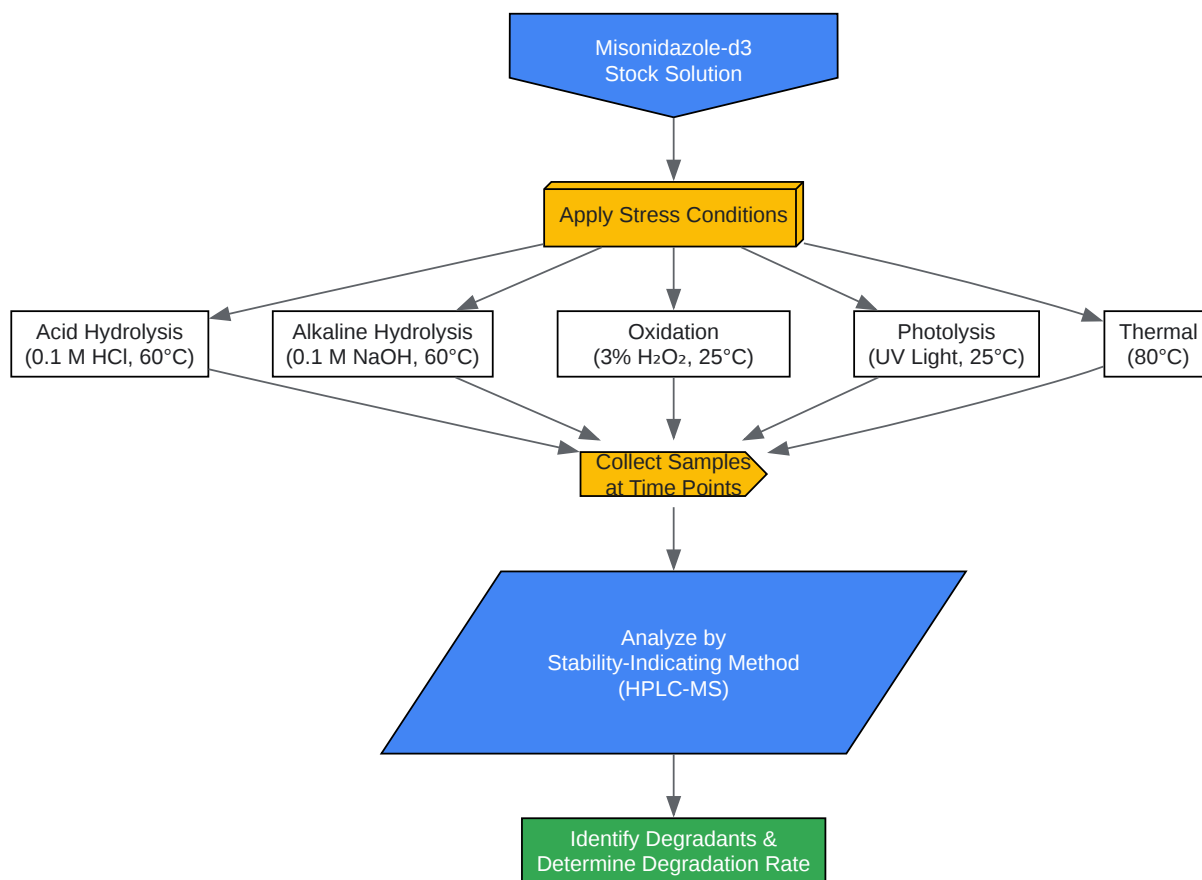 Misonidazole-d3
Stock Solution
Apply Stress Conditions
Acid Hydrolysis
(0.1 M HCl, 60°C)
Alkaline Hydrolysis
(0.1 M NaOH, 60°C)
Oxidation
(3% H₂O₂, 25°C)
Photolysis
(UV Light, 25°C)
Thermal
(80°C)
Collect Samples
at Time Points
Analyze by
Stability-Indicating Method
(HPLC-MS)
Identify Degradants &
Determine Degradation Rate